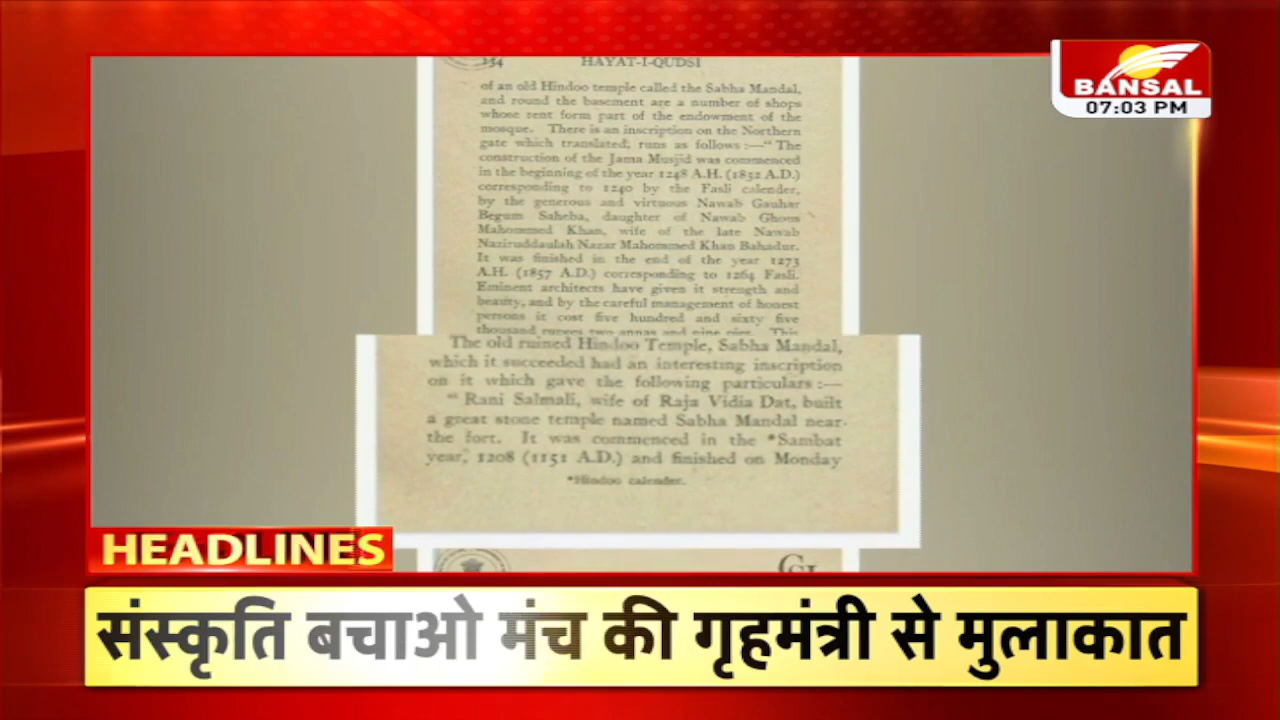 BANSAL
07:03 PM
154 HAYAT-I-QUDSI
of an old Hindoo temple called the Sabha Mandal,
and round the basement are a number of shops
whose rent form part of the endowment of the
mosque. There is an inscription on the Northern
gate which translated, runs as follows :—" The
construction of the Jama Musjid was commenced
in the beginning of the year 1248 A.H. (1832 A.D.)
corresponding to 1240 by the Fasli calender,
by the generous and virtuous Nawab Gauhar
Begum Saheba, daughter of Nawab Ghous
Mahommed Khan, wife of the late Nawab
Naziruddaulah Nazar Mahommed Khan Bahadur.
It was finished in the end of the year 1273
A.H. (1857 A.D.) corresponding to 1264 Fasli.
Eminent architects have given it strength and
beauty, and by the careful management of honest
persons it cost five hundred and sixty five
thousand rupees two annas and nine pies. This
The old ruined Hindoo Temple, Sabha Mandal,
which it succeeded had an interesting inscription
on it which gave the following particulars :—
" Rani Salmali, wife of Raja Vidia Dat, built
a great stone temple named Sabha Mandal near
the fort. It was commenced in the *Sambat
year, 1208 (1151 A.D.) and finished on Monday
*Hindoo calender.
HEADLINES
संस्कृति बचाओ मंच की गृहमंत्री से मुलाकात